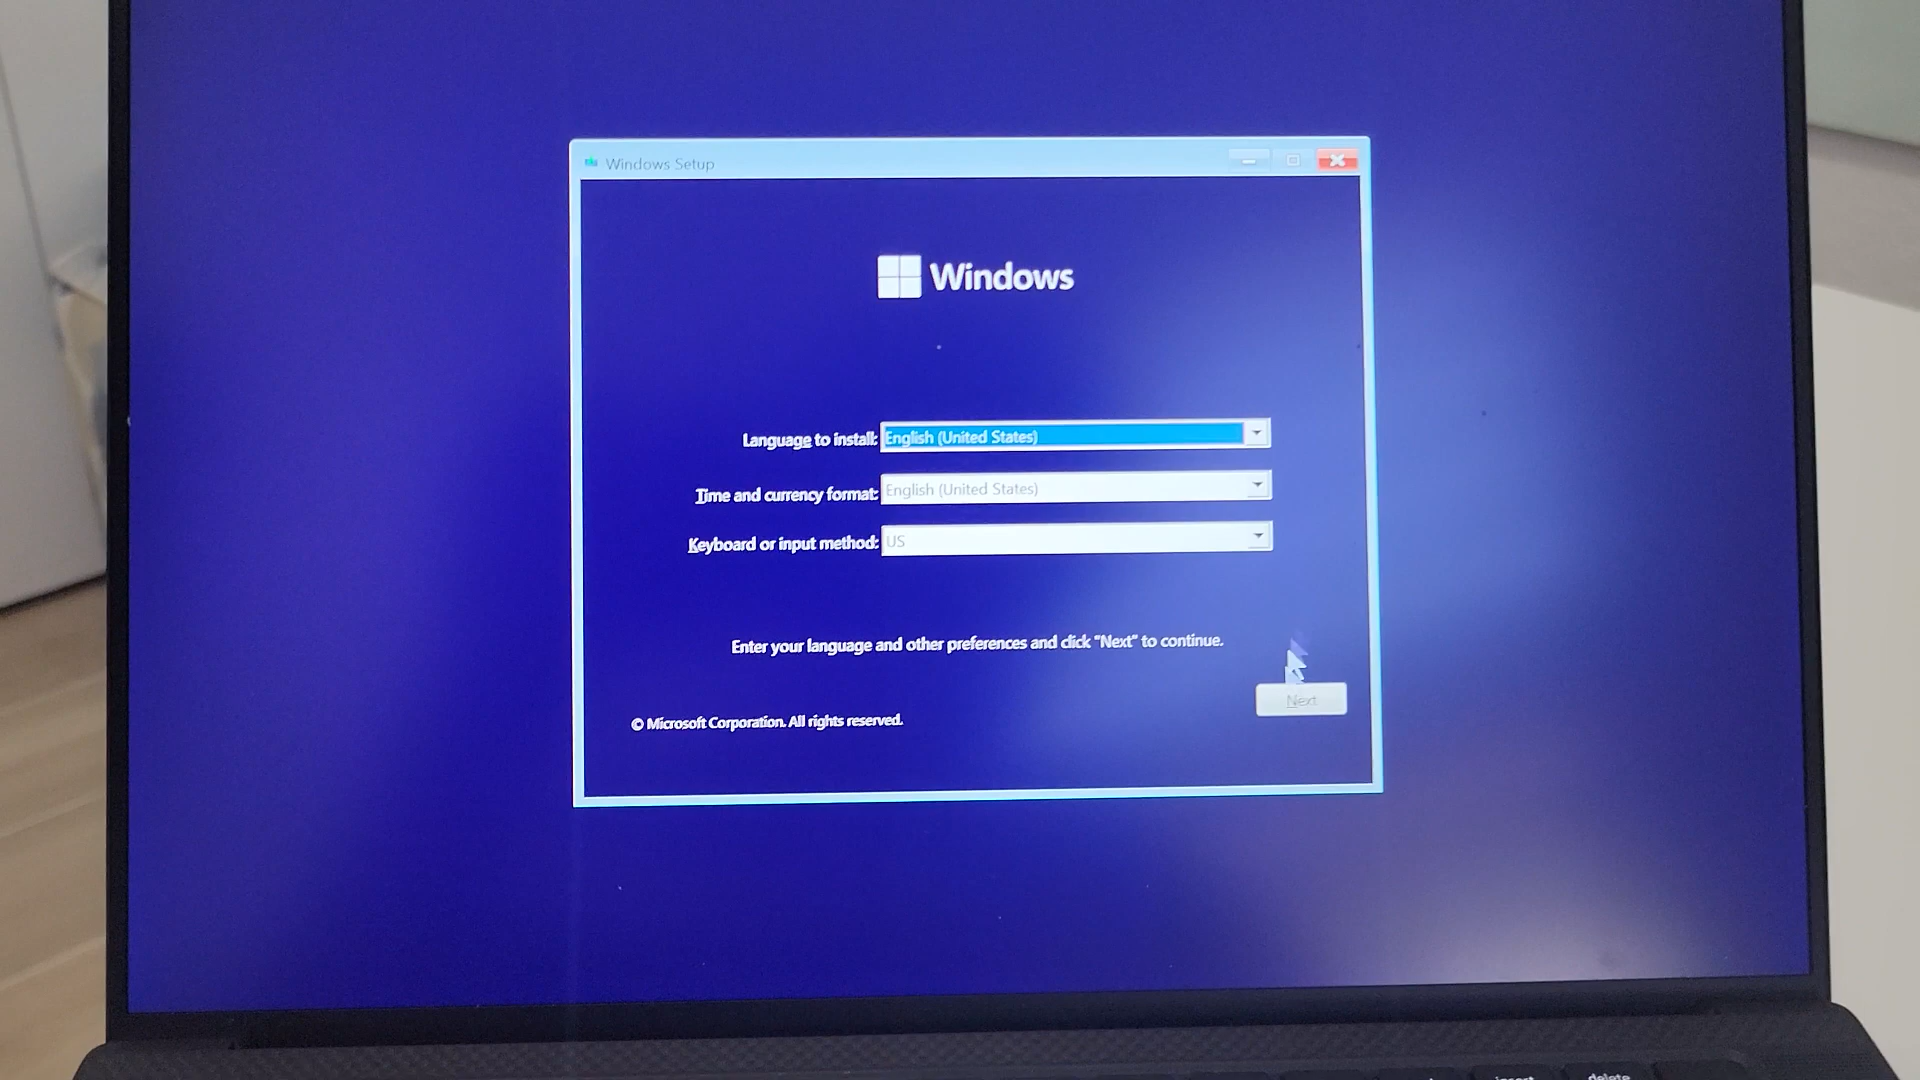 Windows Setup
Windows
Language to install: English (United States)
Time and currency format: English (United States)
Keyboard or input method: US
Enter your language and other preferences and click "Next" to continue.
Next
© Microsoft Corporation. All rights reserved.
insert delete